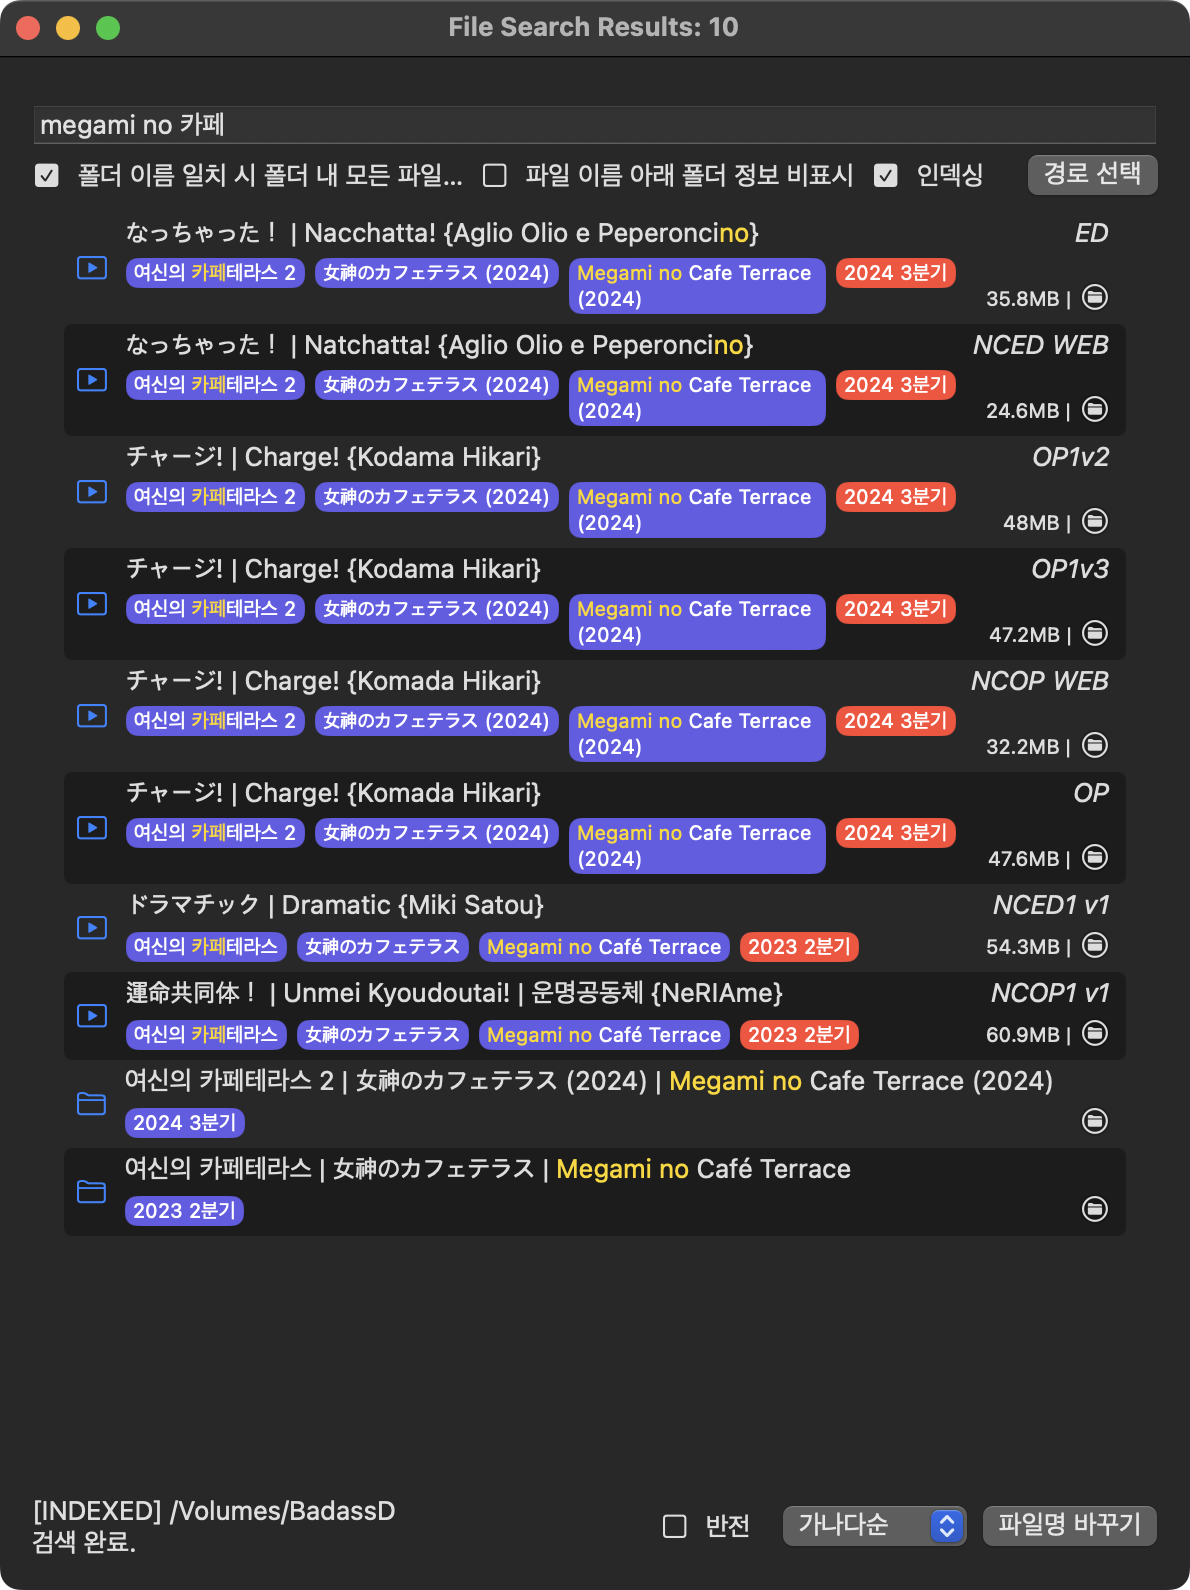 File Search Results: 10
megami no 카페
폴더 이름 일치 시 폴더 내 모든 파일...
파일 이름 아래 폴더 정보 비표시
인덱싱
경로 선택
なっちゃった！ | Nacchatta! {Aglio Olio e Peperoncino}
ED
여신의 카페테라스 2
女神のカフェテラス (2024)
Megami no Cafe Terrace
(2024)
2024 3분기
35.8MB |
なっちゃった！ | Natchatta! {Aglio Olio e Peperoncino}
NCED WEB
여신의 카페테라스 2
女神のカフェテラス (2024)
Megami no Cafe Terrace
(2024)
2024 3분기
24.6MB |
チャージ! | Charge! {Kodama Hikari}
OP1v2
여신의 카페테라스 2
女神のカフェテラス (2024)
Megami no Cafe Terrace
(2024)
2024 3분기
48MB |
チャージ! | Charge! {Kodama Hikari}
OP1v3
여신의 카페테라스 2
女神のカフェテラス (2024)
Megami no Cafe Terrace
(2024)
2024 3분기
47.2MB |
チャージ! | Charge! {Komada Hikari}
NCOP WEB
여신의 카페테라스 2
女神のカフェテラス (2024)
Megami no Cafe Terrace
(2024)
2024 3분기
32.2MB |
チャージ! | Charge! {Komada Hikari}
OP
여신의 카페테라스 2
女神のカフェテラス (2024)
Megami no Cafe Terrace
(2024)
2024 3분기
47.6MB |
ドラマチック | Dramatic {Miki Satou}
NCED1 v1
여신의 카페테라스
女神のカフェテラス
Megami no Café Terrace
2023 2분기
54.3MB |
運命共同体！ | Unmei Kyoudoutai! | 운명공동체 {NeRIAme}
NCOP1 v1
여신의 카페테라스
女神のカフェテラス
Megami no Café Terrace
2023 2분기
60.9MB |
여신의 카페테라스 2 | 女神のカフェテラス (2024) | Megami no Cafe Terrace (2024)
2024 3분기
여신의 카페테라스 | 女神のカフェテラス | Megami no Café Terrace
2023 2분기
[INDEXED] /Volumes/BadassD
검색 완료.
반전
가나다순
파일명 바꾸기